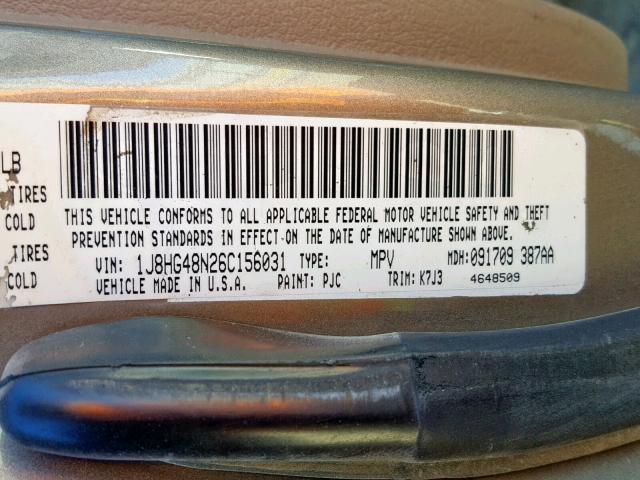 LB
TIRES
COLD
TIRES
COLD
THIS VEHICLE CONFORMS TO ALL APPLICABLE FEDERAL MOTOR VEHICLE SAFETY AND THEFT
PREVENTION STANDARDS IN EFFECT ON THE DATE OF MANUFACTURE SHOWN ABOVE.
VIN: 1J8HG48N26C156031 TYPE: MPV MDH:091709 387AA
VEHICLE MADE IN U.S.A. PAINT: PJC TRIM: K7J3 4648509